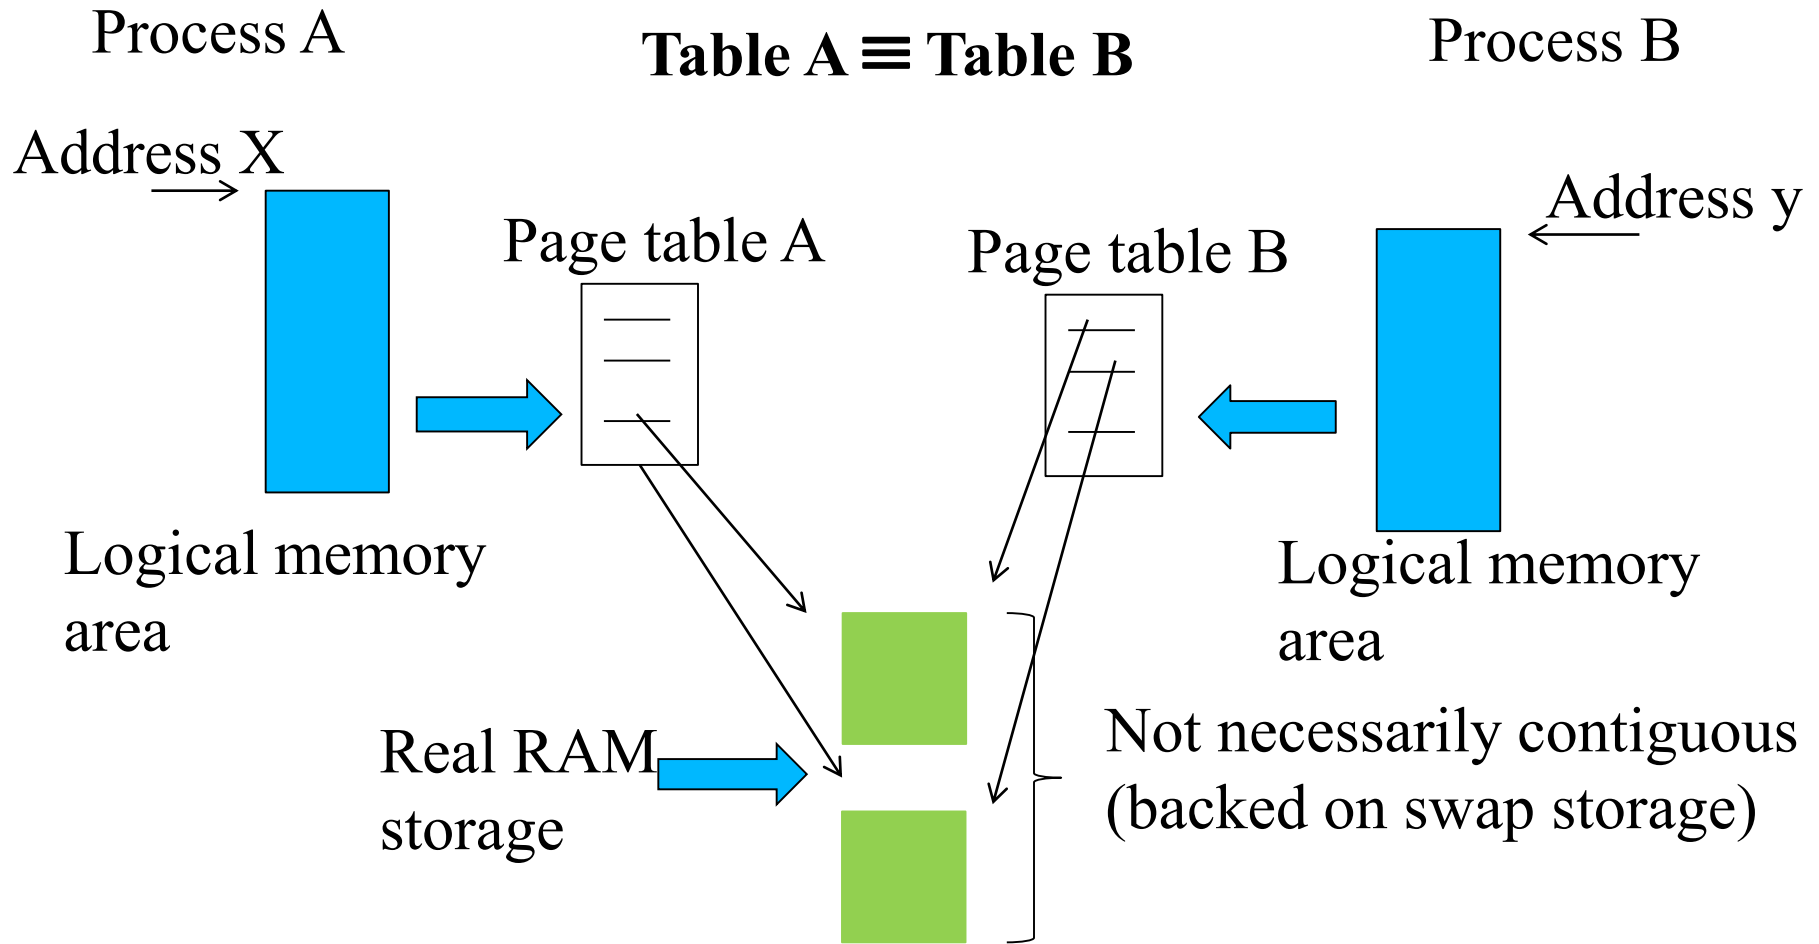 Process A
Table A ≡ Table B
Process B
Address X
Address y
Page table A
Page table B
Logical memory
area
Logical memory
area
Real RAM
storage
Not necessarily contiguous
(backed on swap storage)